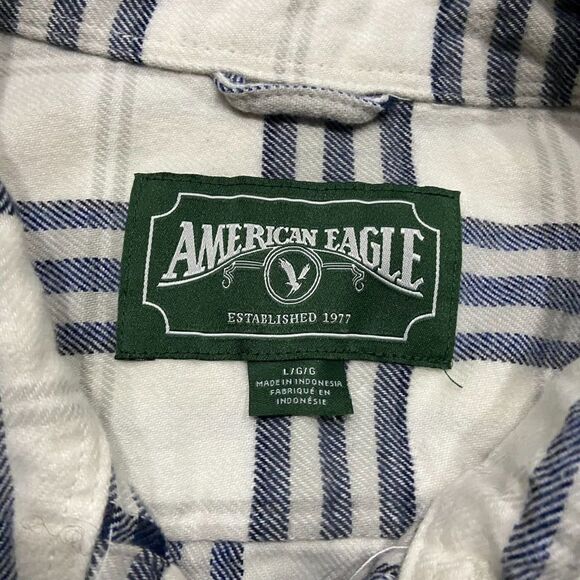 AMERICAN EAGLE
ESTABLISHED 1977
L/G/G
MADE IN INDONESIA
FABRIQUÉ EN
INDONÉSIE